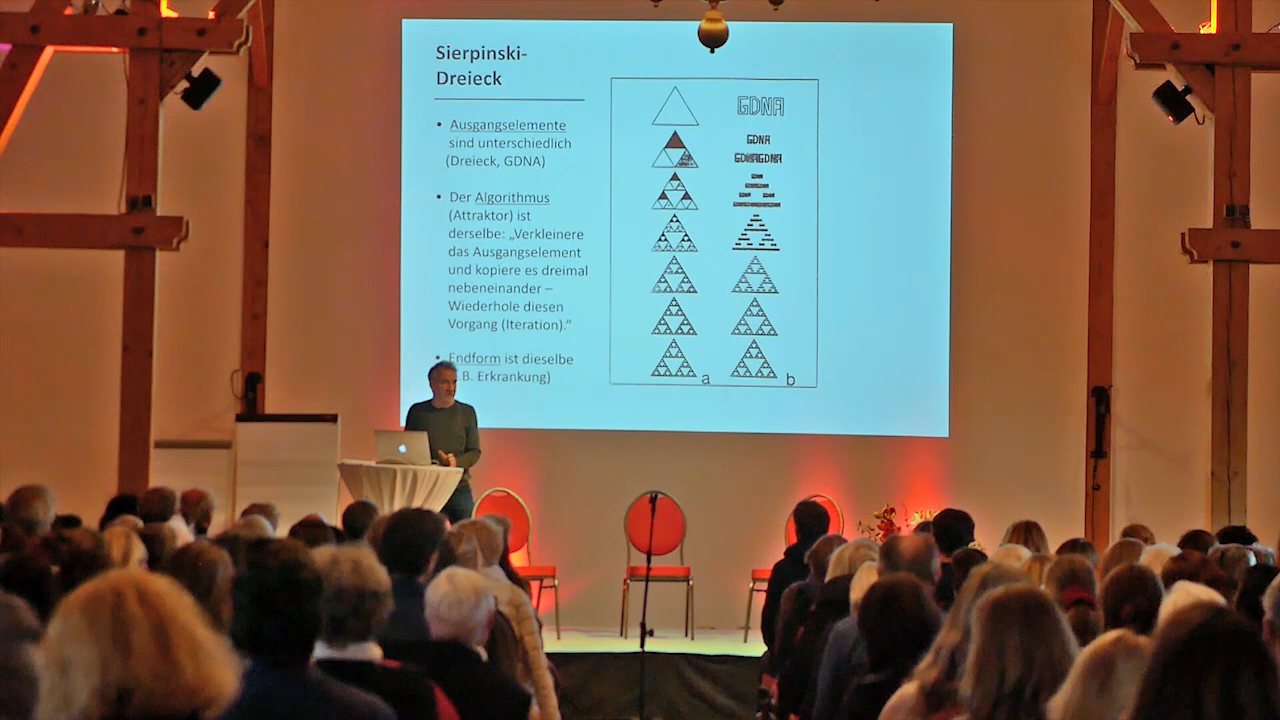 Sierpinski-
Dreieck
• Ausgangselemente
sind unterschiedlich
(Dreieck, GDNA)
• Der Algorithmus
(Attraktor) ist
derselbe: „Verkleinere
das Ausgangselement
und kopiere es dreimal
nebeneinander –
Wiederhole diesen
Vorgang (Iteration).“
• Endform ist dieselbe
.B. Erkrankung)
GDNA
GDNA
GDNAGDNA
a b